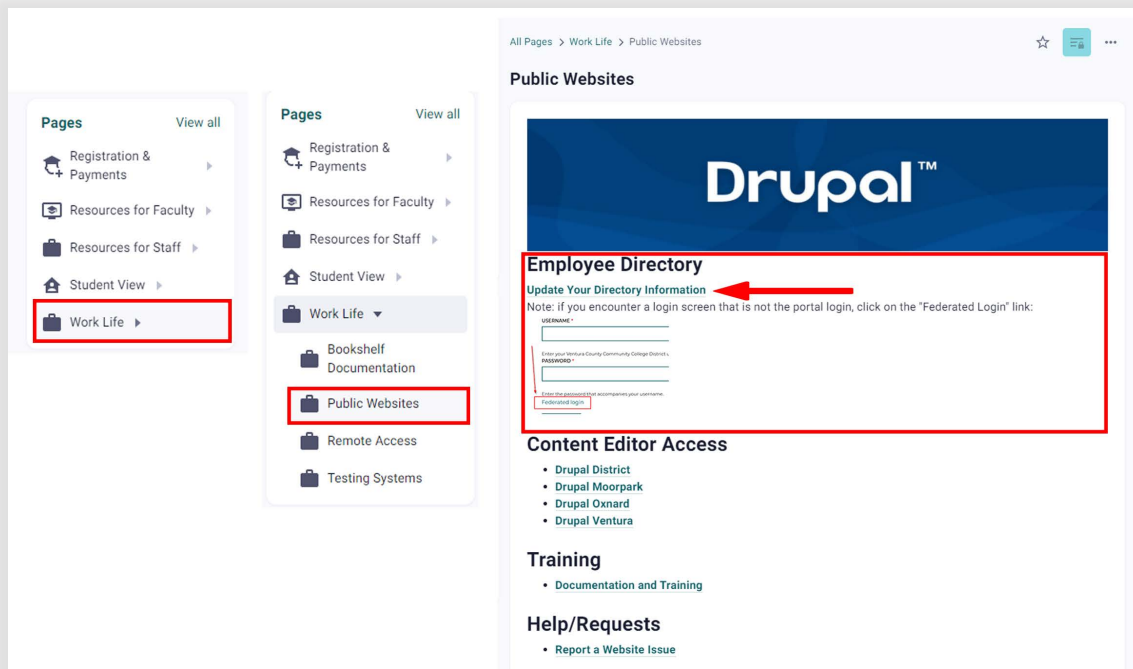 Pages View all
Registration &
Payments
Resources for Faculty
Resources for Staff
Student View
Work Life
Pages View all
Registration &
Payments
Resources for Faculty
Resources for Staff
Student View
Work Life
Bookshelf
Documentation
Public Websites
Remote Access
Testing Systems
All Pages > Work Life > Public Websites
Public Websites
Drupal™
Employee Directory
Update Your Directory Information
Note: if you encounter a login screen that is not the portal login, click on the "Federated Login" link:
USERNAME *
Enter your Ventura County Community College District u
PASSWORD *
Enter the password that accompanies your username.
Federated login
Content Editor Access
• Drupal District
• Drupal Moorpark
• Drupal Oxnard
• Drupal Ventura
Training
• Documentation and Training
Help/Requests
• Report a Website Issue